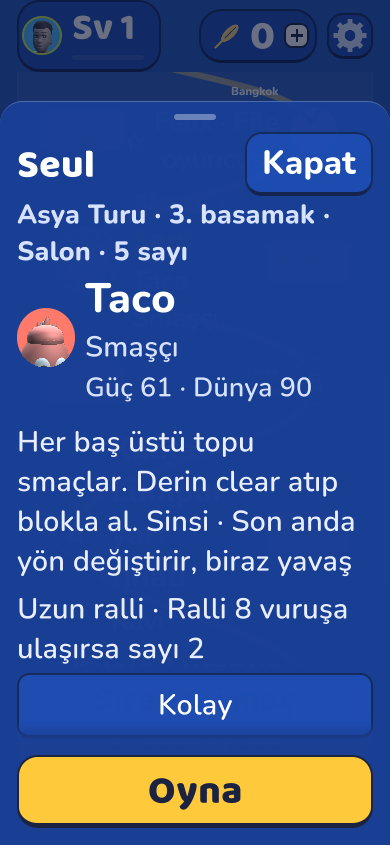 Sv 1
0
Bangkok
Seul
Kapat
Asya Turu · 3. basamak ·
Salon · 5 sayı
Taco
Smaşçı
Güç 61 · Dünya 90
Her baş üstü topu
smaçlar. Derin clear atıp
blokla al. Sinsi · Son anda
yön değiştirir, biraz yavaş
Uzun ralli · Ralli 8 vuruşa
ulaşırsa sayı 2
Kolay
Oyna